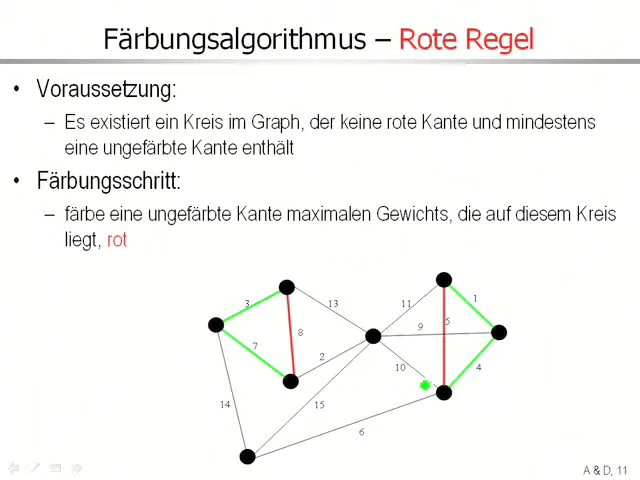 Färbungsalgorithmus – Rote Regel
• Voraussetzung:
– Es existiert ein Kreis im Graph, der keine rote Kante und mindestens
eine ungefärbte Kante enthält
• Färbungsschritt:
– färbe eine ungefärbte Kante maximalen Gewichts, die auf diesem Kreis
liegt, rot
3 13 11 1
5
8 9
7 2 10 4
14 15
6
A & D, 11